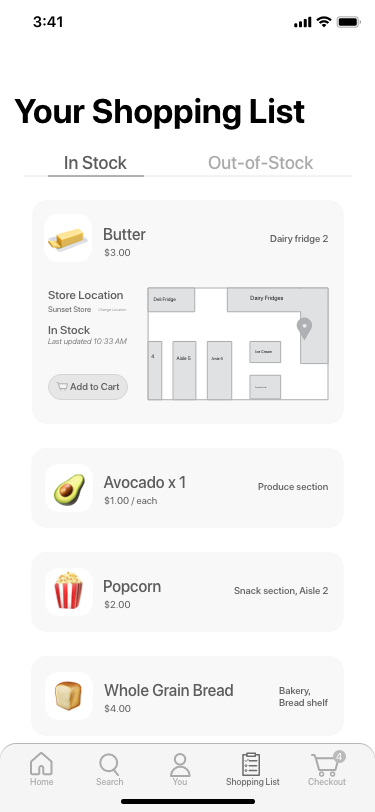 3:41
Your Shopping List
In Stock
Out-of-Stock
Butter
$3.00
Dairy fridge 2
Store Location
Sunset Store
Change Location
In Stock
Last updated 10:33 AM
Add to Cart
Deli Fridge
Dairy Fridges
4
Aisle 5
Aisle 6
Ice Cream
Avocado x 1
$1.00 / each
Produce section
Popcorn
$2.00
Snack section, Aisle 2
Whole Grain Bread
$4.00
Bakery,
Bread shelf
4
Home
Search
You
Shopping List
Checkout